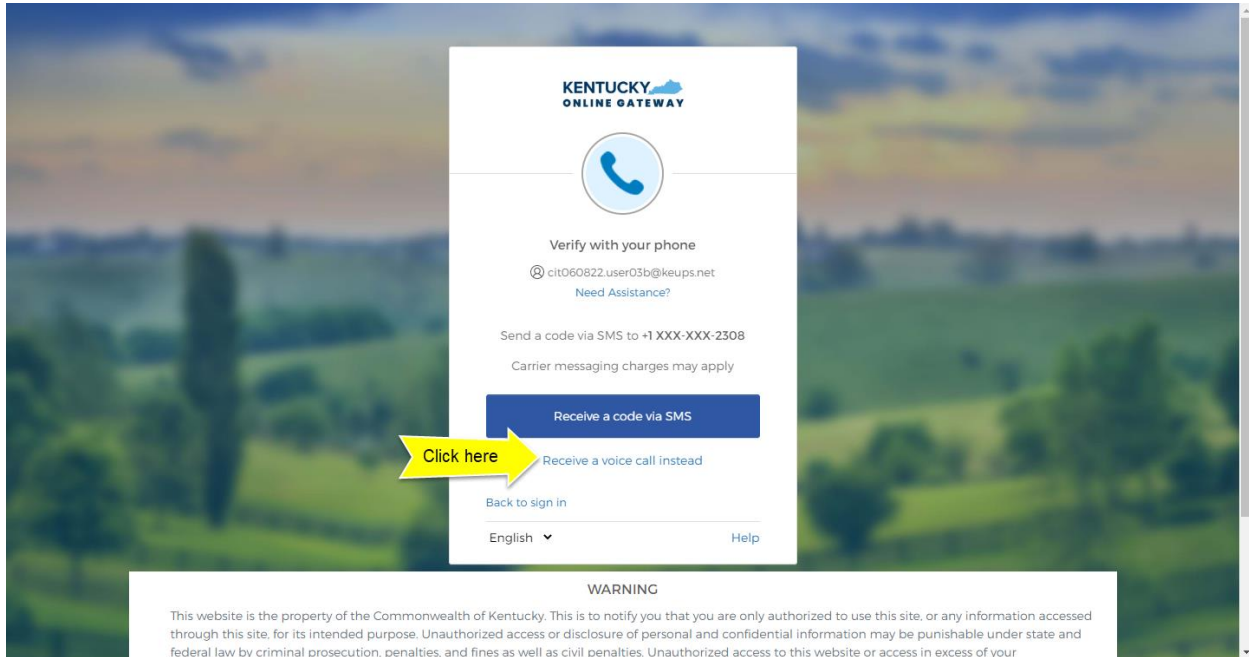 KENTUCKY
ONLINE GATEWAY
Verify with your phone
cit060822.user03b@keups.net
Need Assistance?
Send a code via SMS to +1 XXX-XXX-2308
Carrier messaging charges may apply
Receive a code via SMS
Click here
Receive a voice call instead
Back to sign in
English
Help
WARNING
This website is the property of the Commonwealth of Kentucky. This is to notify you that you are only authorized to use this site, or any information accessed
through this site, for its intended purpose. Unauthorized access or disclosure of personal and confidential information may be punishable under state and
federal law by criminal prosecution, penalties, and fines as well as civil penalties. Unauthorized access to this website or access in excess of your